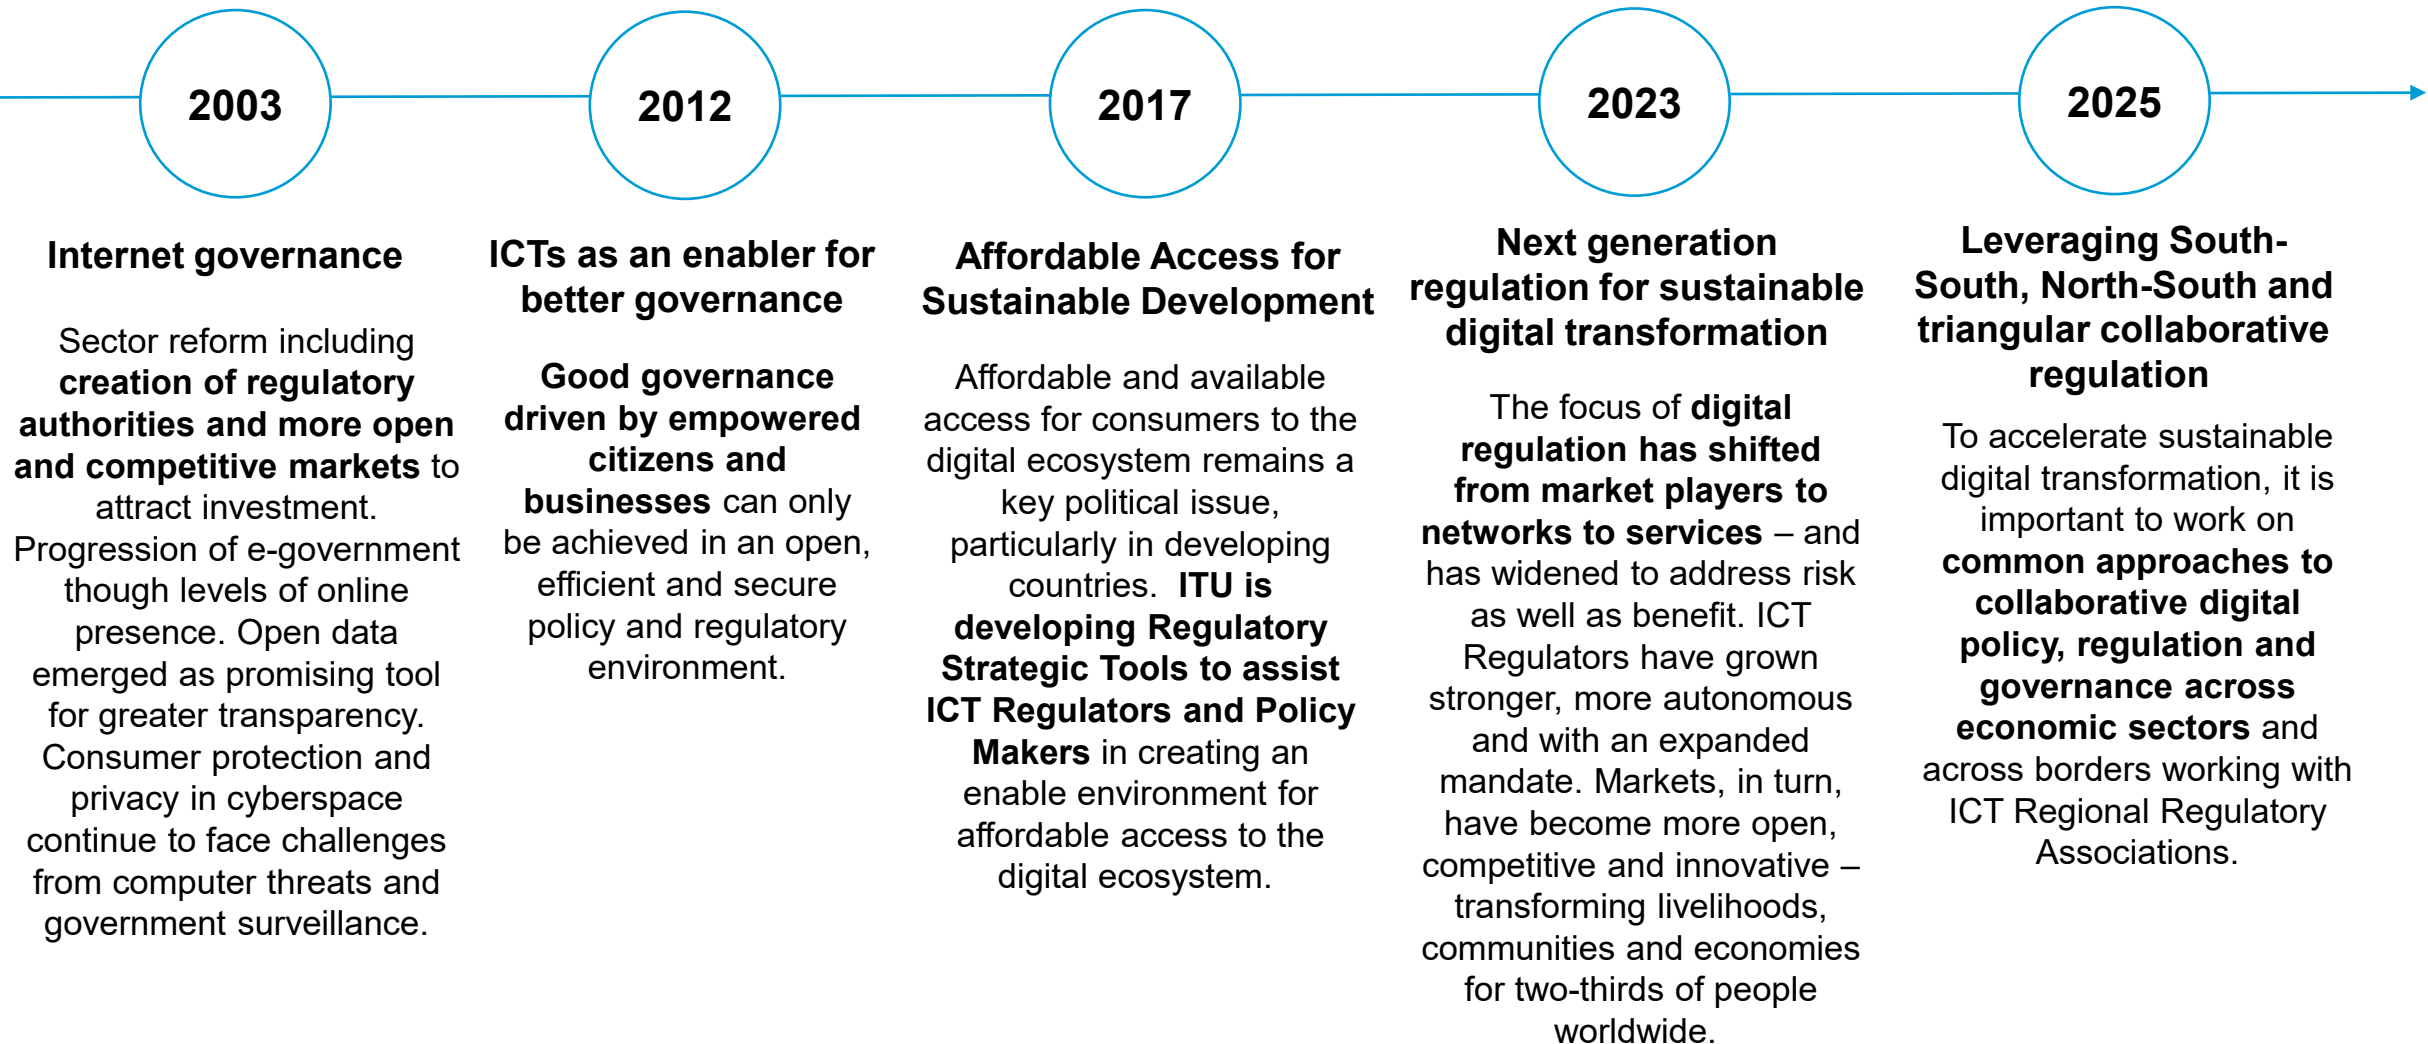 2003
2012
2017
2023
2025
Internet governance
Sector reform including
creation of regulatory
authorities and more open
and competitive markets to
attract investment.
Progression of e-government
though levels of online
presence. Open data
emerged as promising tool
for greater transparency.
Consumer protection and
privacy in cyberspace
continue to face challenges
from computer threats and
government surveillance.
ICTs as an enabler for
better governance
Good governance
driven by empowered
citizens and
businesses can only
be achieved in an open,
efficient and secure
policy and regulatory
environment.
Affordable Access for
Sustainable Development
Affordable and available
access for consumers to the
digital ecosystem remains a
key political issue,
particularly in developing
countries. ITU is
developing Regulatory
Strategic Tools to assist
ICT Regulators and Policy
Makers in creating an
enable environment for
affordable access to the
digital ecosystem.
Next generation
regulation for sustainable
digital transformation
The focus of digital
regulation has shifted
from market players to
networks to services – and
has widened to address risk
as well as benefit. ICT
Regulators have grown
stronger, more autonomous
and with an expanded
mandate. Markets, in turn,
have become more open,
competitive and innovative –
transforming livelihoods,
communities and economies
for two-thirds of people
worldwide.
Leveraging South-
South, North-South and
triangular collaborative
regulation
To accelerate sustainable
digital transformation, it is
important to work on
common approaches to
collaborative digital
policy, regulation and
governance across
economic sectors and
across borders working with
ICT Regional Regulatory
Associations.